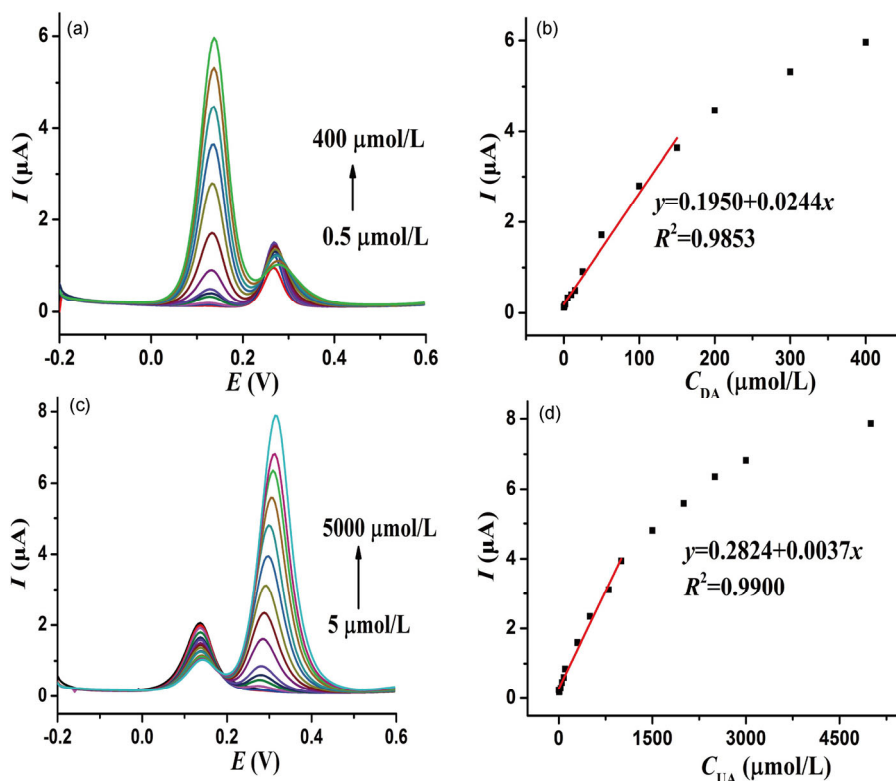 (a)
6
4
2
0
I (μA)
400 μmol/L
0.5 μmol/L
-0.2 0.0 0.2 0.4 0.6
E (V)
(b)
6
4
2
0
I (μA)
y=0.1950+0.0244x
R²=0.9853
0 100 200 300 400
C_DA (μmol/L)
(c)
8
6
4
2
0
I (μA)
5000 μmol/L
5 μmol/L
-0.2 0.0 0.2 0.4 0.6
E (V)
(d)
8
6
4
2
0
I (μA)
y=0.2824+0.0037x
R²=0.9900
0 1500 3000 4500
C_UA (μmol/L)